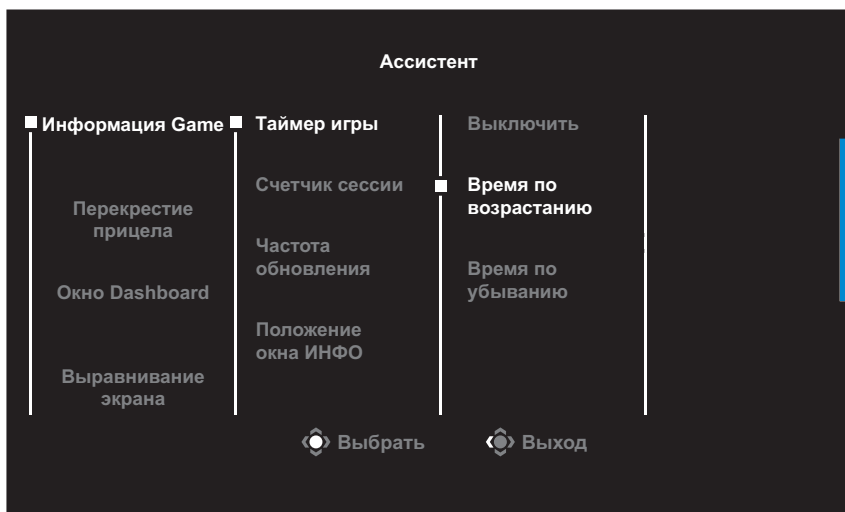 Ассистент
Информация Game
Перекрестие
прицела
Окно Dashboard
Выравнивание
экрана
Таймер игры
Счетчик сессии
Частота
обновления
Положение
окна ИНФО
Выключить
Время по
возрастанию
Время по
убыванию
Выбрать
Выход